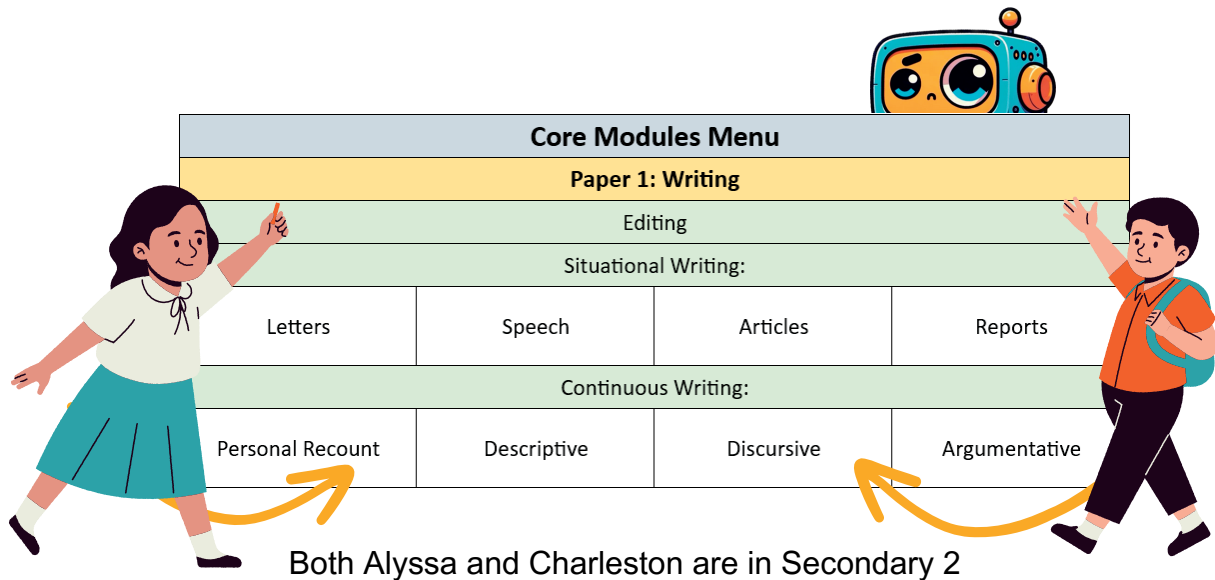 Core Modules Menu
Paper 1: Writing
Editing
Situational Writing:
Letters Speech Articles Reports
Continuous Writing:
Personal Recount Descriptive Discursive Argumentative
Both Alyssa and Charleston are in Secondary 2